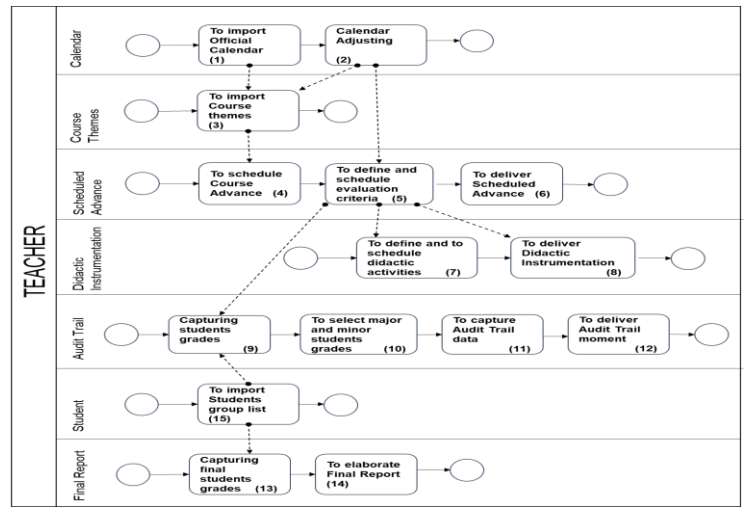 TEACHER
Calendar
To import
Official
Calendar
(1)
Calendar
Adjusting
(2)
Course
Themes
To import
Course
themes
(3)
Scheduled
Advance
To schedule
Course
Advance (4)
To define and
schedule
evaluation
criteria (5)
To deliver
Scheduled
Advance (6)
Didactic
Instrumentation
To define and to
schedule
didactic
activities (7)
To deliver
Didactic
Instrumentation
(8)
Audit Trail
Capturing
students
grades
(9)
To select major
and minor
students
grades (10)
To capture
Audit Trail
data
(11)
To deliver
Audit Trail
moment
(12)
Student
To import
Students
group list
(15)
Final Report
Capturing
final
students
grades (13)
To elaborate
Final Report
(14)